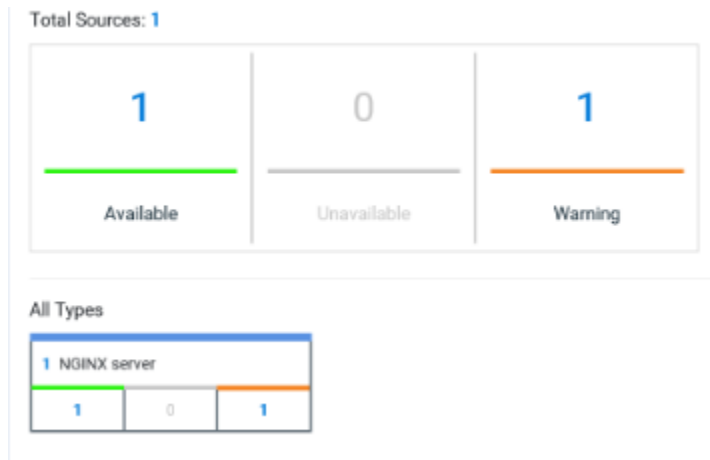 Total Sources: 1
1 0 1
Available Unavailable Warning
All Types
1 NGINX server
1 0 1